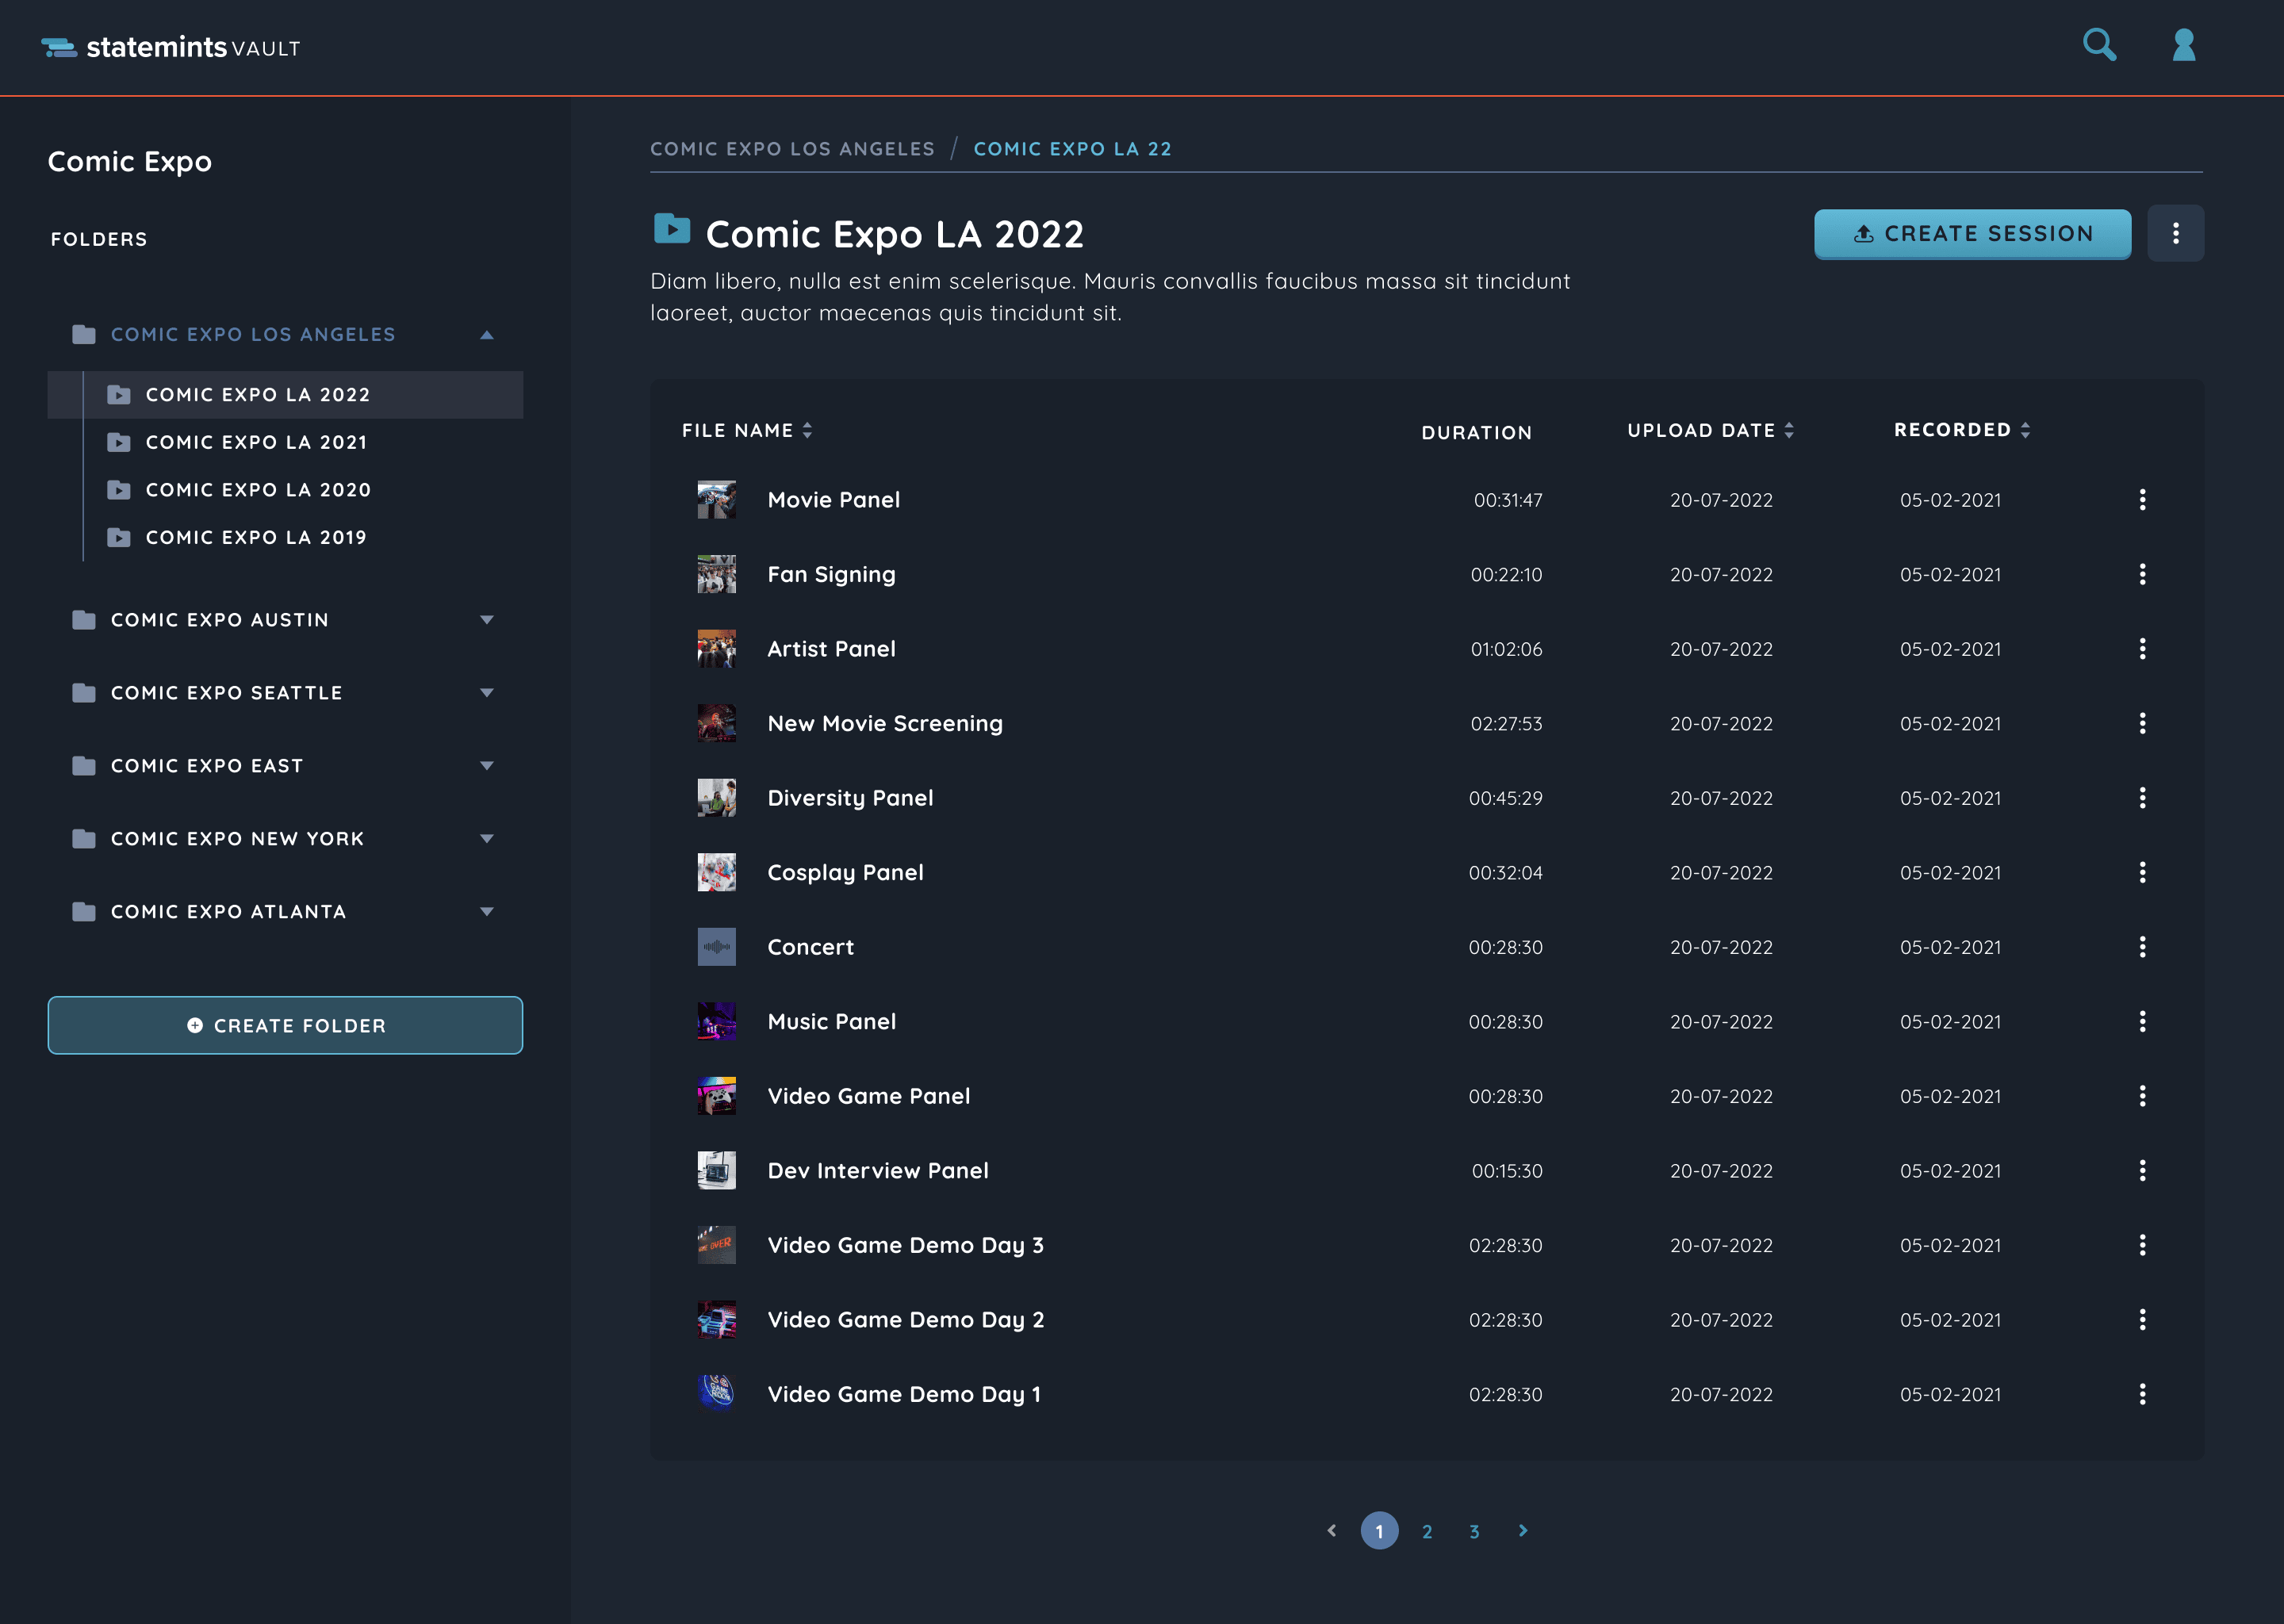 statemints VAULT
Comic Expo
FOLDERS
COMIC EXPO LOS ANGELES
COMIC EXPO LA 2022
COMIC EXPO LA 2021
COMIC EXPO LA 2020
COMIC EXPO LA 2019
COMIC EXPO AUSTIN
COMIC EXPO SEATTLE
COMIC EXPO EAST
COMIC EXPO NEW YORK
COMIC EXPO ATLANTA
CREATE FOLDER
COMIC EXPO LOS ANGELES / COMIC EXPO LA 22
Comic Expo LA 2022
CREATE SESSION
Diam libero, nulla est enim scelerisque. Mauris convallis faucibus massa sit tincidunt
laoreet, auctor maecenas quis tincidunt sit.
FILE NAME DURATION UPLOAD DATE RECORDED
Movie Panel 00:31:47 20-07-2022 05-02-2021
Fan Signing 00:22:10 20-07-2022 05-02-2021
Artist Panel 01:02:06 20-07-2022 05-02-2021
New Movie Screening 02:27:53 20-07-2022 05-02-2021
Diversity Panel 00:45:29 20-07-2022 05-02-2021
Cosplay Panel 00:32:04 20-07-2022 05-02-2021
Concert 00:28:30 20-07-2022 05-02-2021
Music Panel 00:28:30 20-07-2022 05-02-2021
Video Game Panel 00:28:30 20-07-2022 05-02-2021
Dev Interview Panel 00:15:30 20-07-2022 05-02-2021
OVER
Video Game Demo Day 3 02:28:30 20-07-2022 05-02-2021
Video Game Demo Day 2 02:28:30 20-07-2022 05-02-2021
Video Game Demo Day 1 02:28:30 20-07-2022 05-02-2021
1 2 3